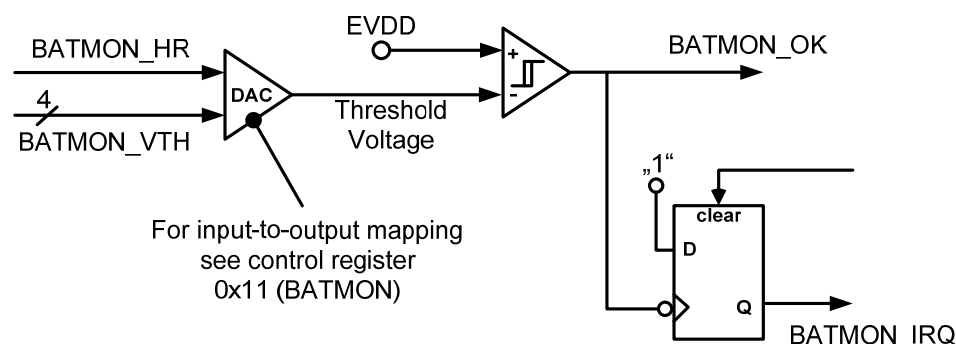 EVDD
BATMON_HR
BATMON_OK
+
DAC
-
4
Threshold
Voltage
BATMON_VTH
„1“
clear
For input-to-output mapping
see control register
0x11 (BATMON)
D
Q
BATMON_IRQ